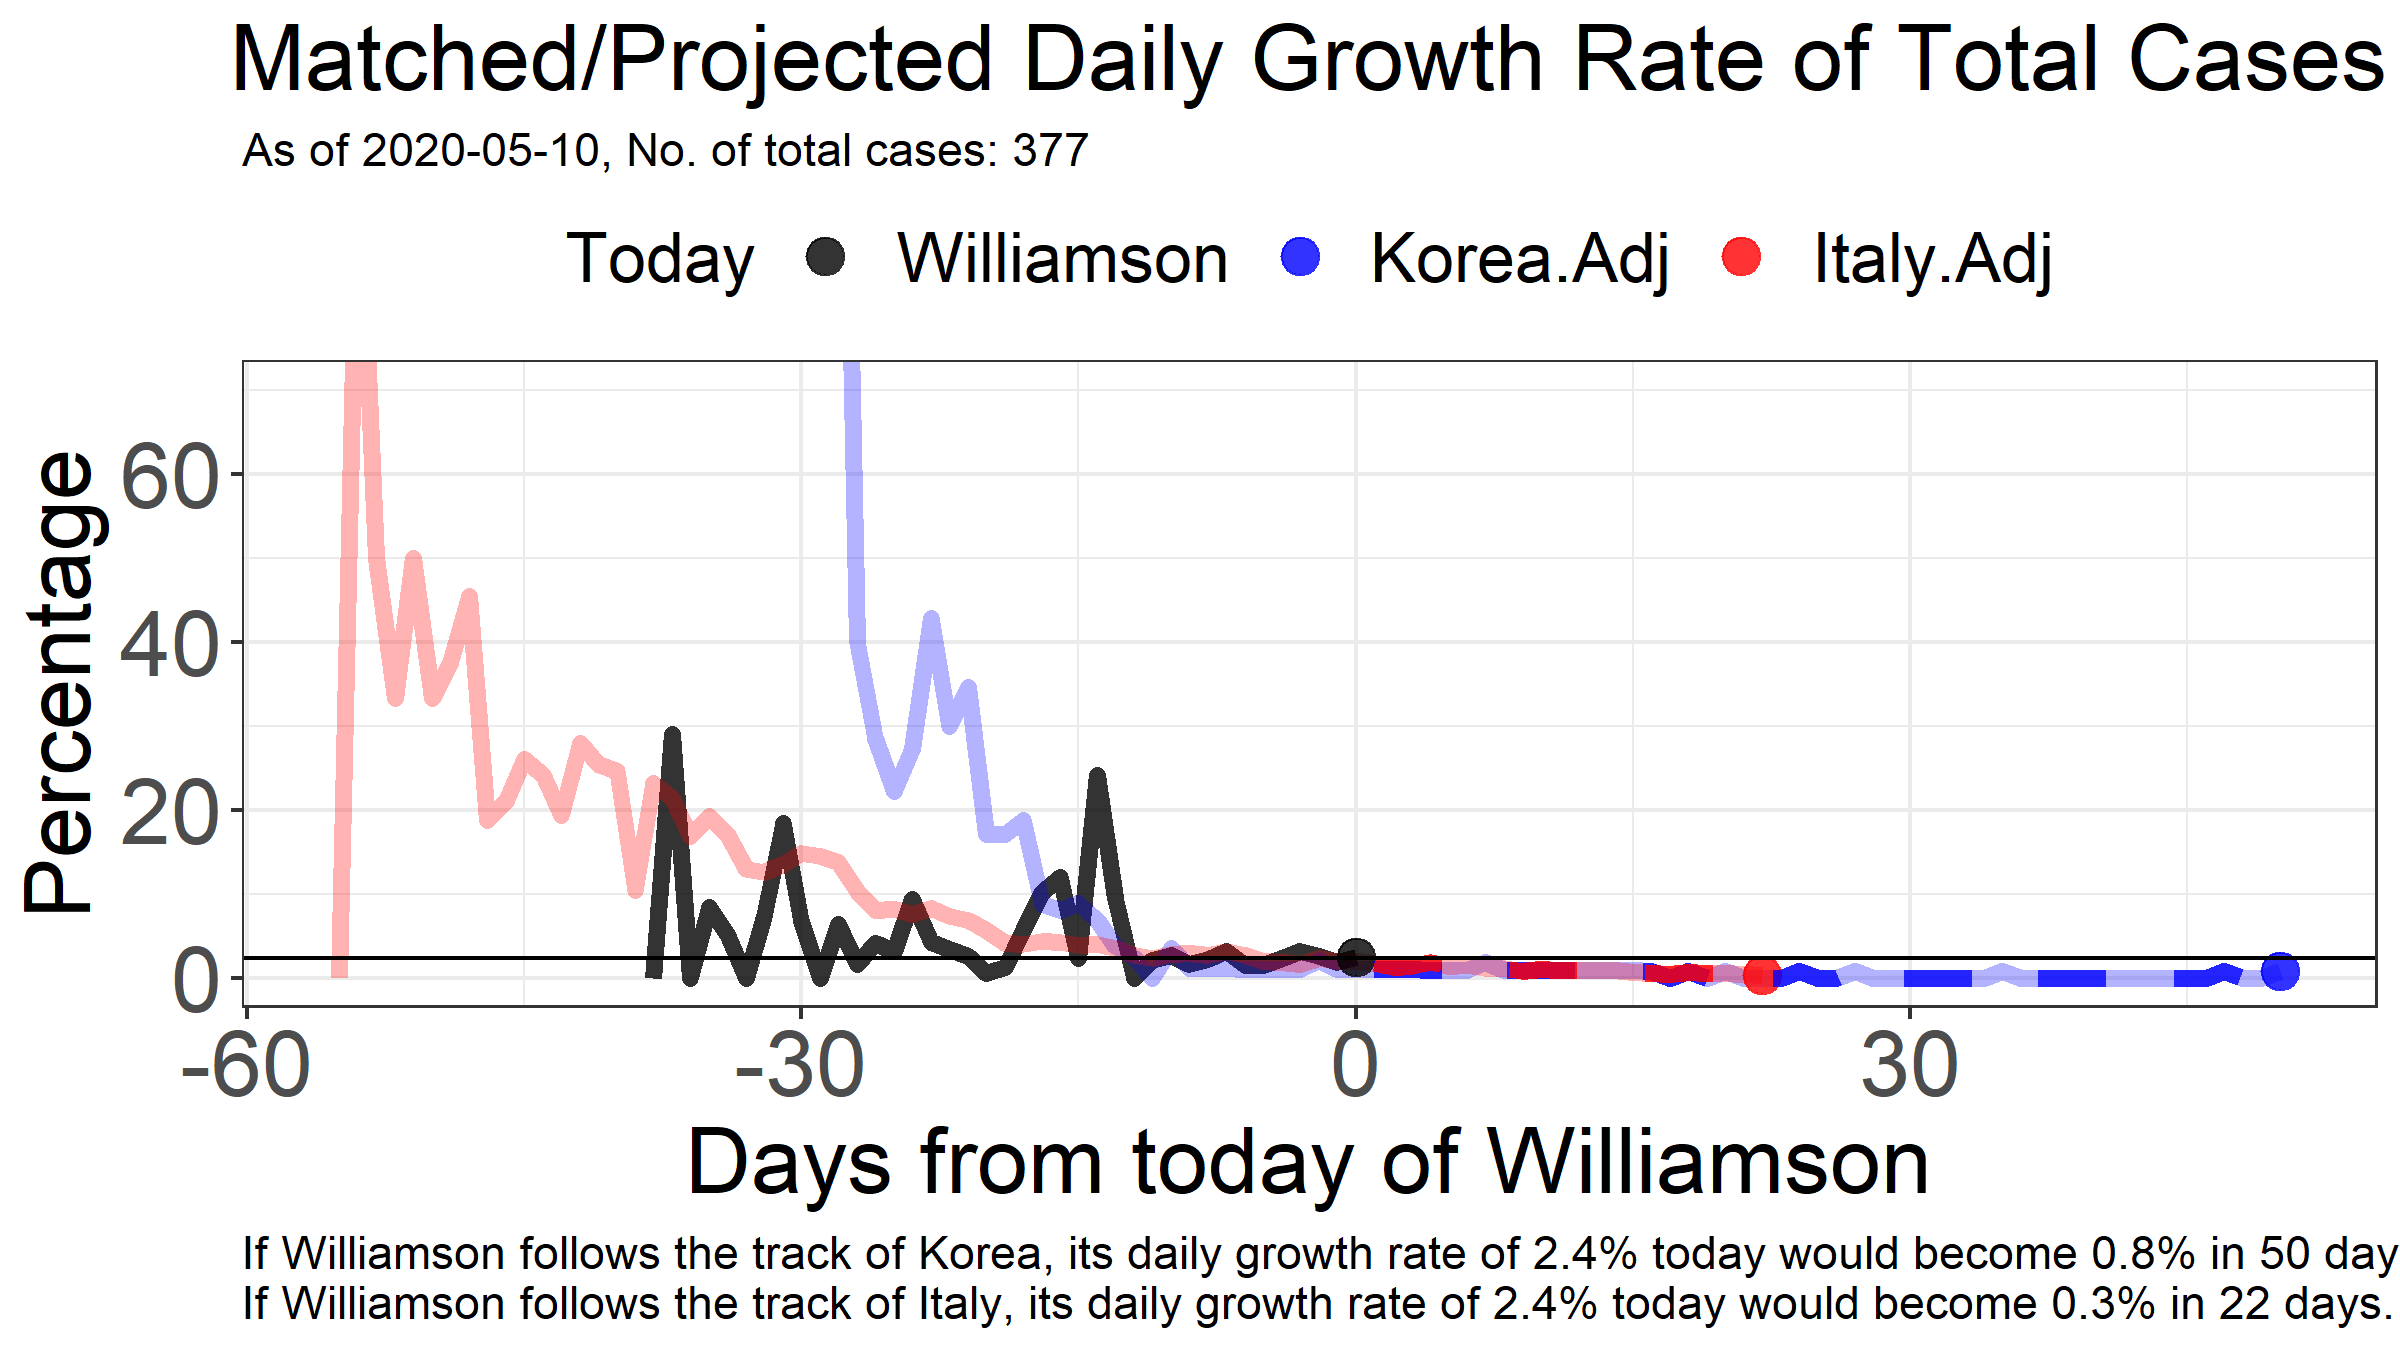 Matched/Projected Daily Growth Rate of Total Cases
As of 2020-05-10, No. of total cases: 377
Today Williamson Korea.Adj Italy.Adj
Percentage
60
40
20
0
-60 -30 0 30
Days from today of Williamson
If Williamson follows the track of Korea, its daily growth rate of 2.4% today would become 0.8% in 50 day
If Williamson follows the track of Italy, its daily growth rate of 2.4% today would become 0.3% in 22 days.